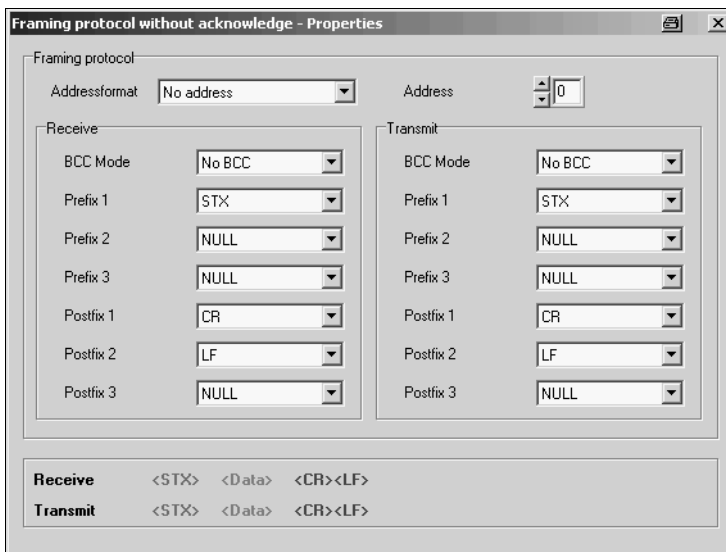 Framing protocol without acknowledge - Properties
Framing protocol
Addressformat No address Address 0
Receive Transmit
BCC Mode No BCC BCC Mode No BCC
Prefix 1 STX Prefix 1 STX
Prefix 2 NULL Prefix 2 NULL
Prefix 3 NULL Prefix 3 NULL
Postfix 1 CR Postfix 1 CR
Postfix 2 LF Postfix 2 LF
Postfix 3 NULL Postfix 3 NULL
Receive <STX> <Data> <CR><LF>
Transmit <STX> <Data> <CR><LF>